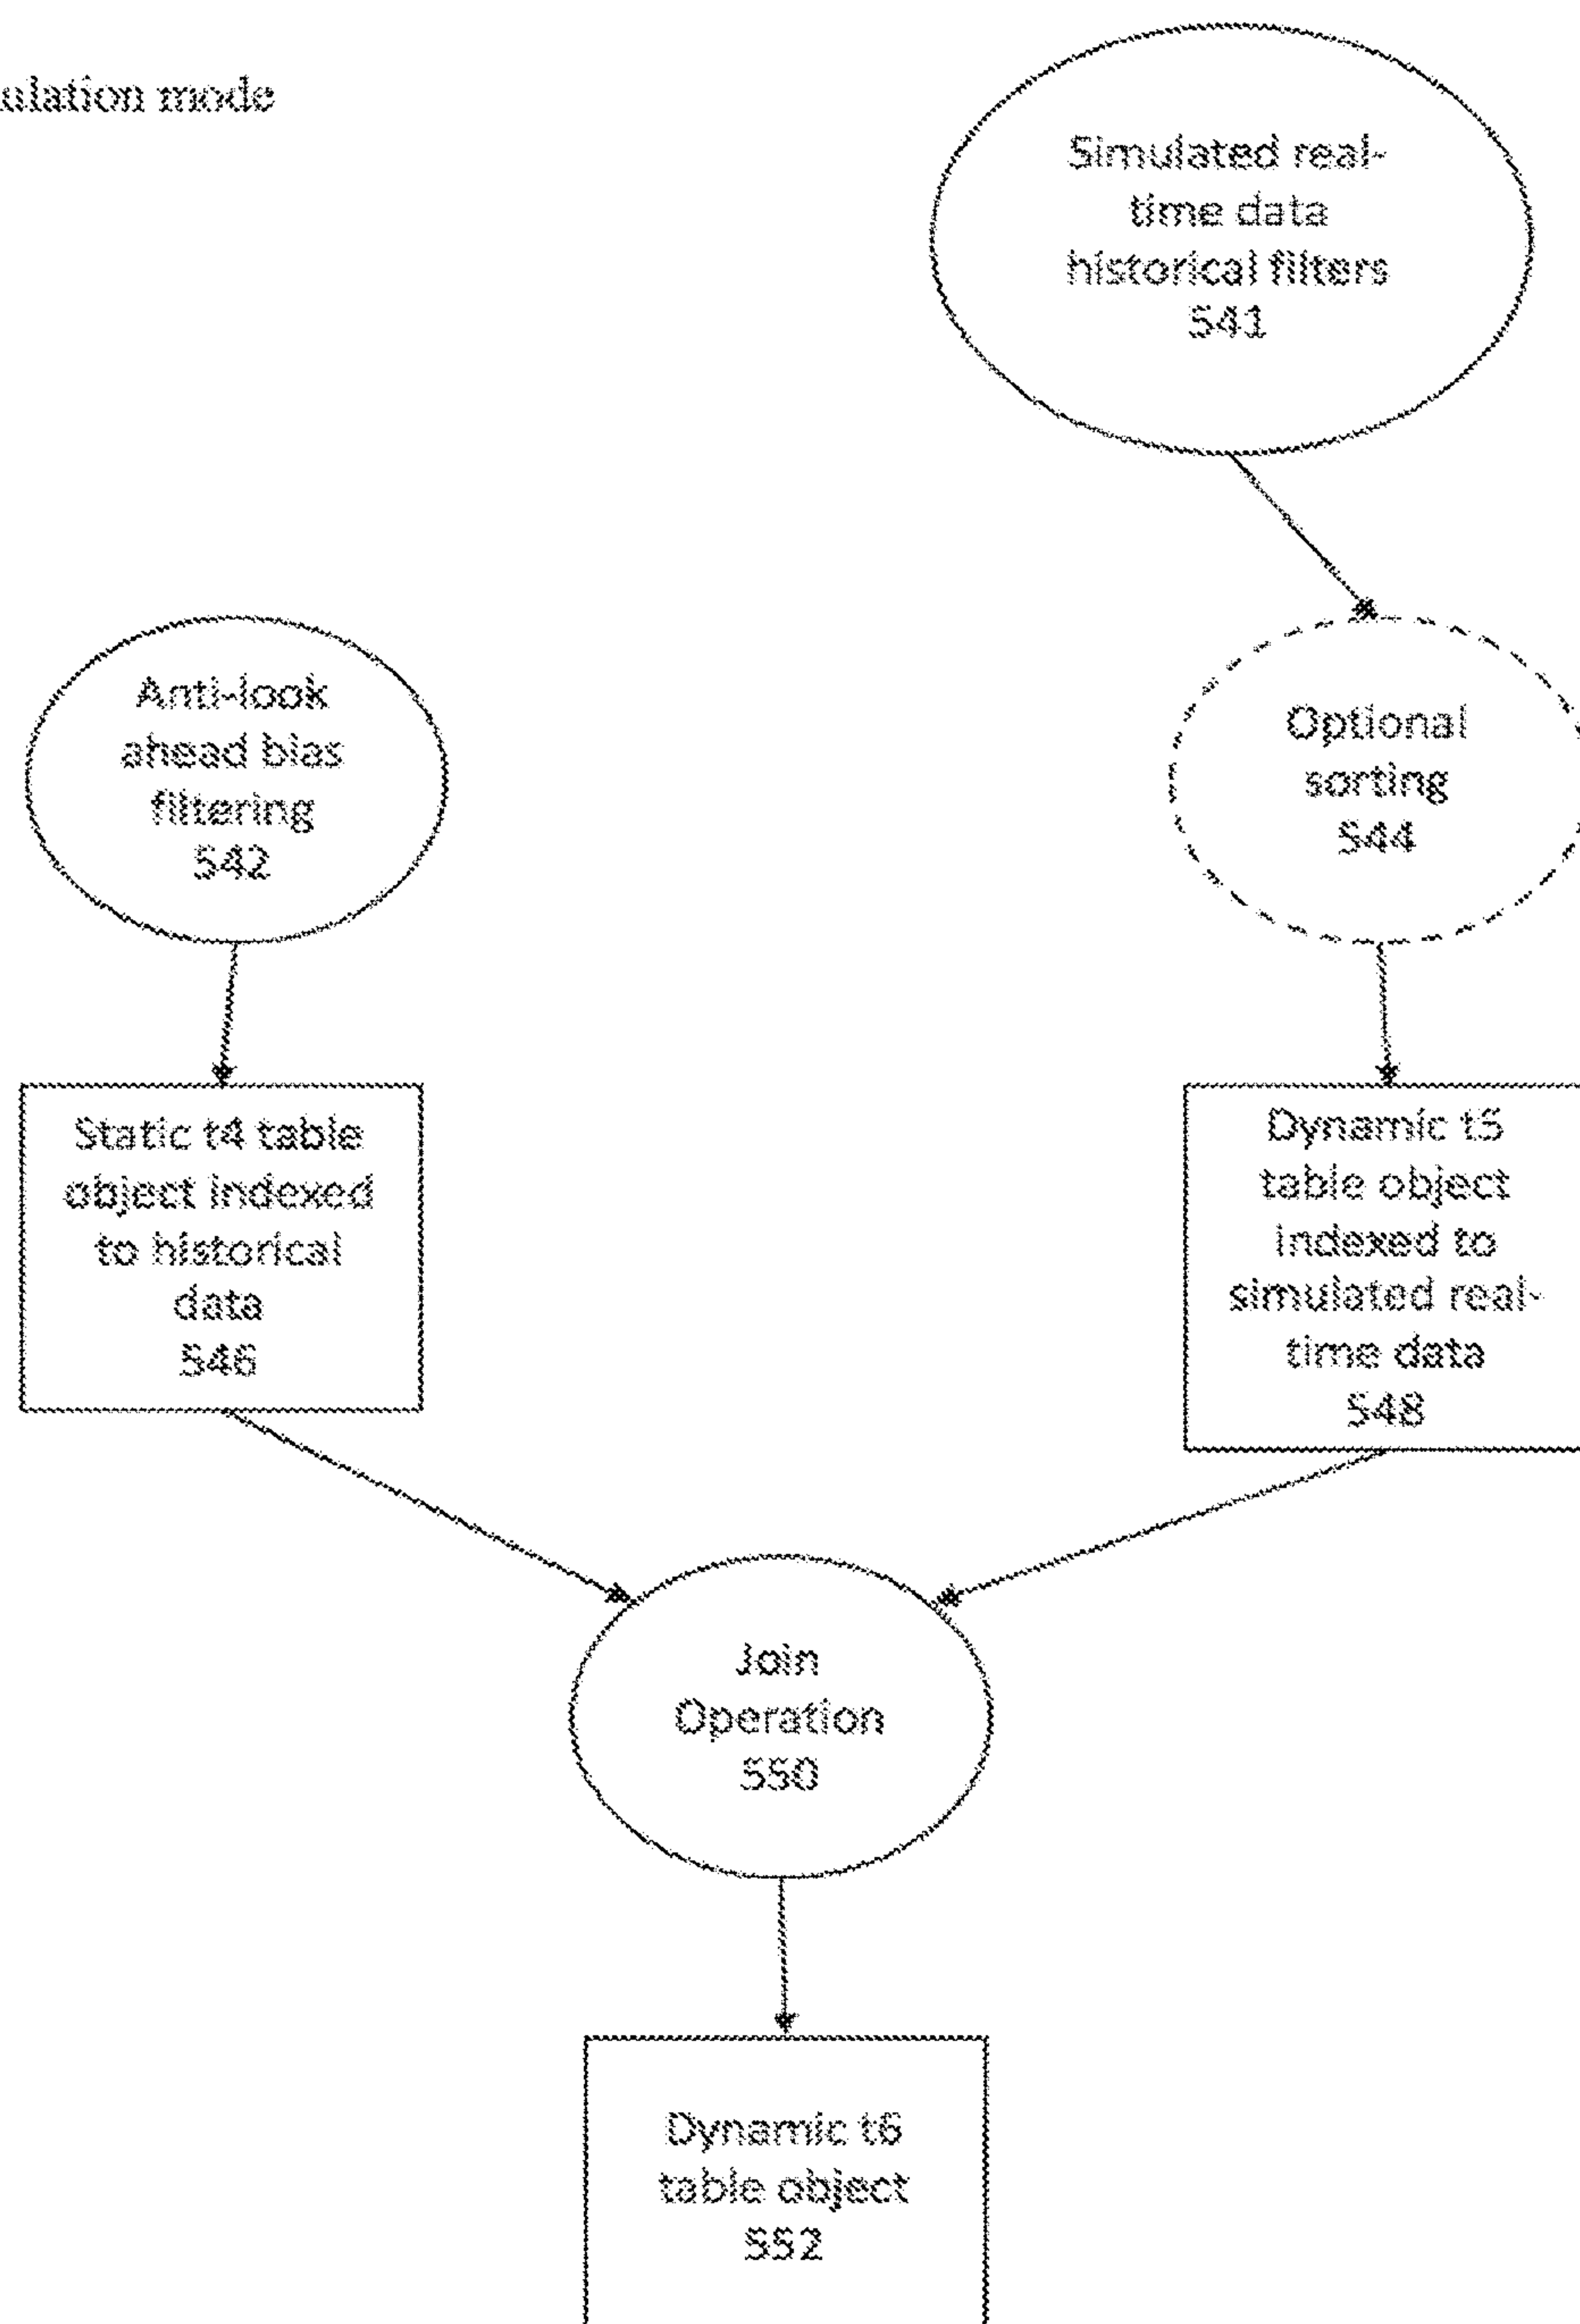 ulation mode
Simulated real-
time data
historical filters
541
Anti-look
ahead bias
filtering
542
Optional
sorting
544
Static t4 table
object indexed
to historical
data
546
Dynamic t5
table object
indexed to
simulated real-
time data
548
Join
Operation
550
Dynamic t6
table object
552